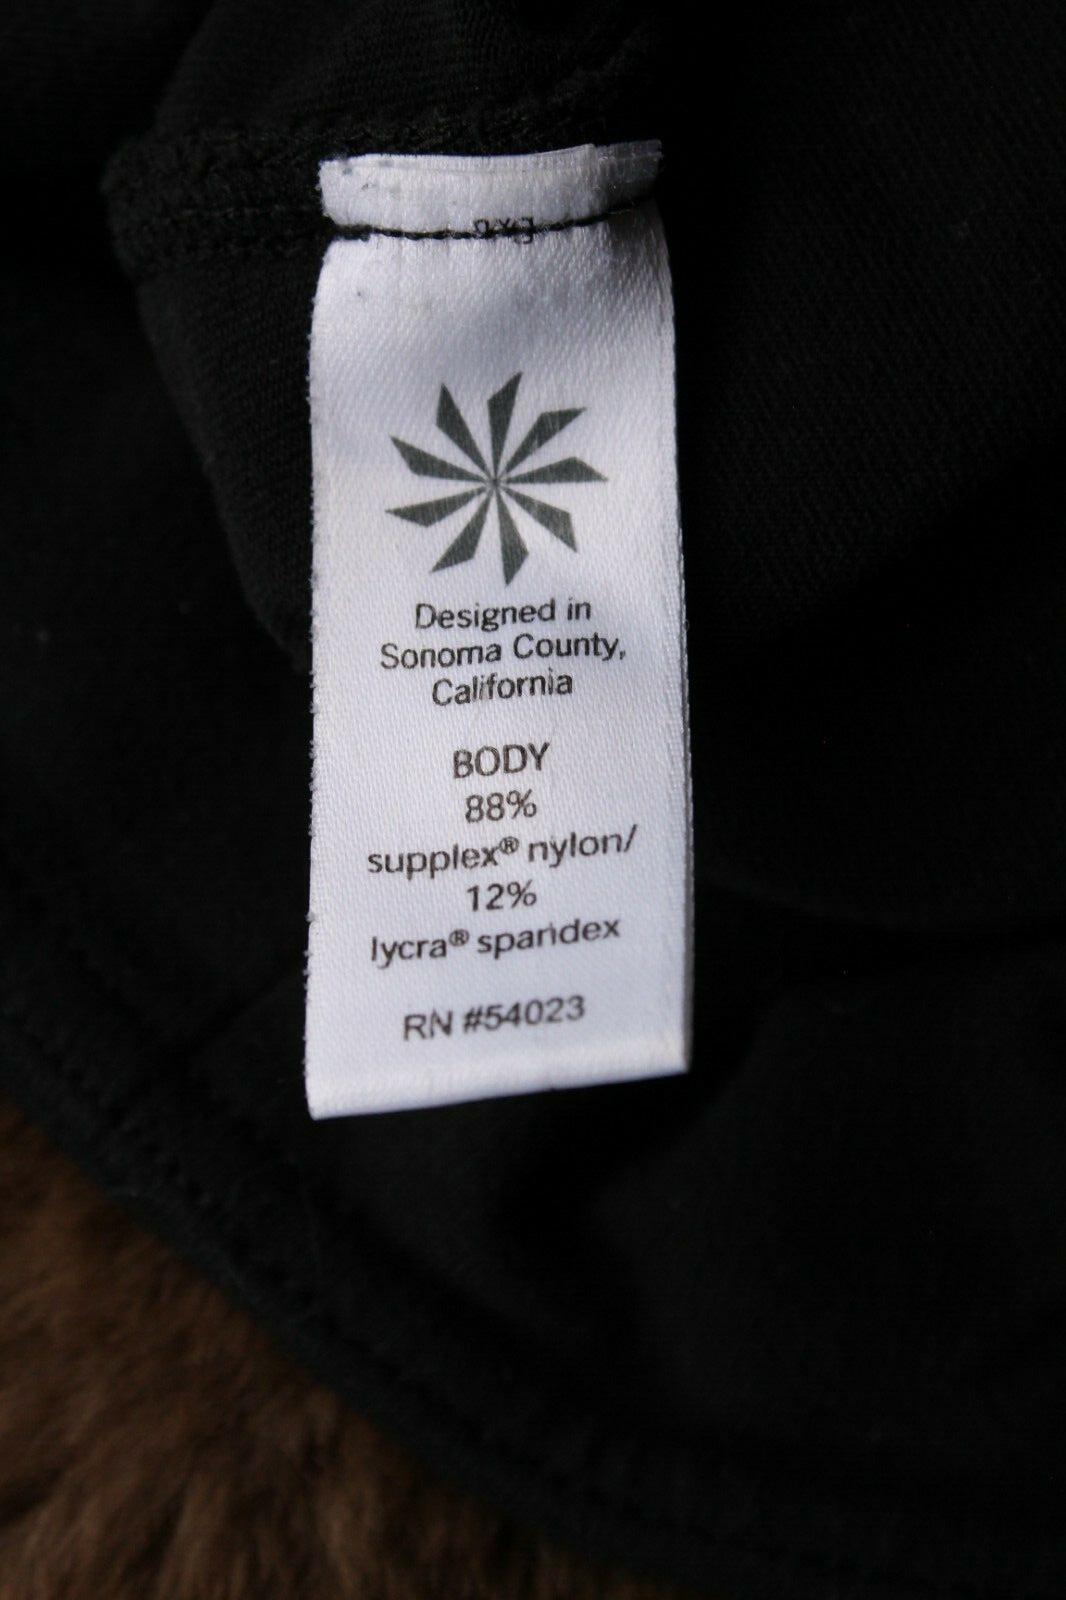 Designed in
Sonoma County,
California
BODY
88%
supplex® nylon/
12%
lycra® spandex
RN #54023